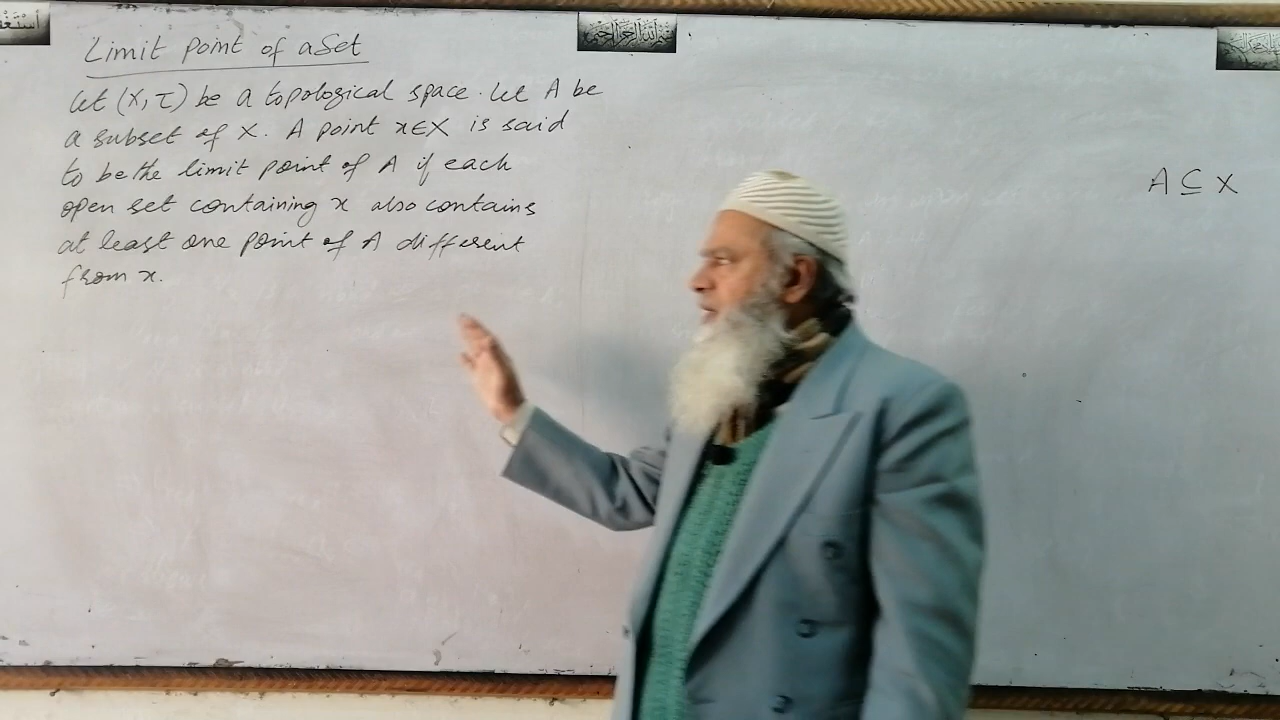 Limit point of a Set
Let (X, τ) be a topological space. Let A be
a subset of X. A point x∈X is said
to be the limit point of A if each
open set containing x also contains
at least one point of A different
from x.
A ⊆ X